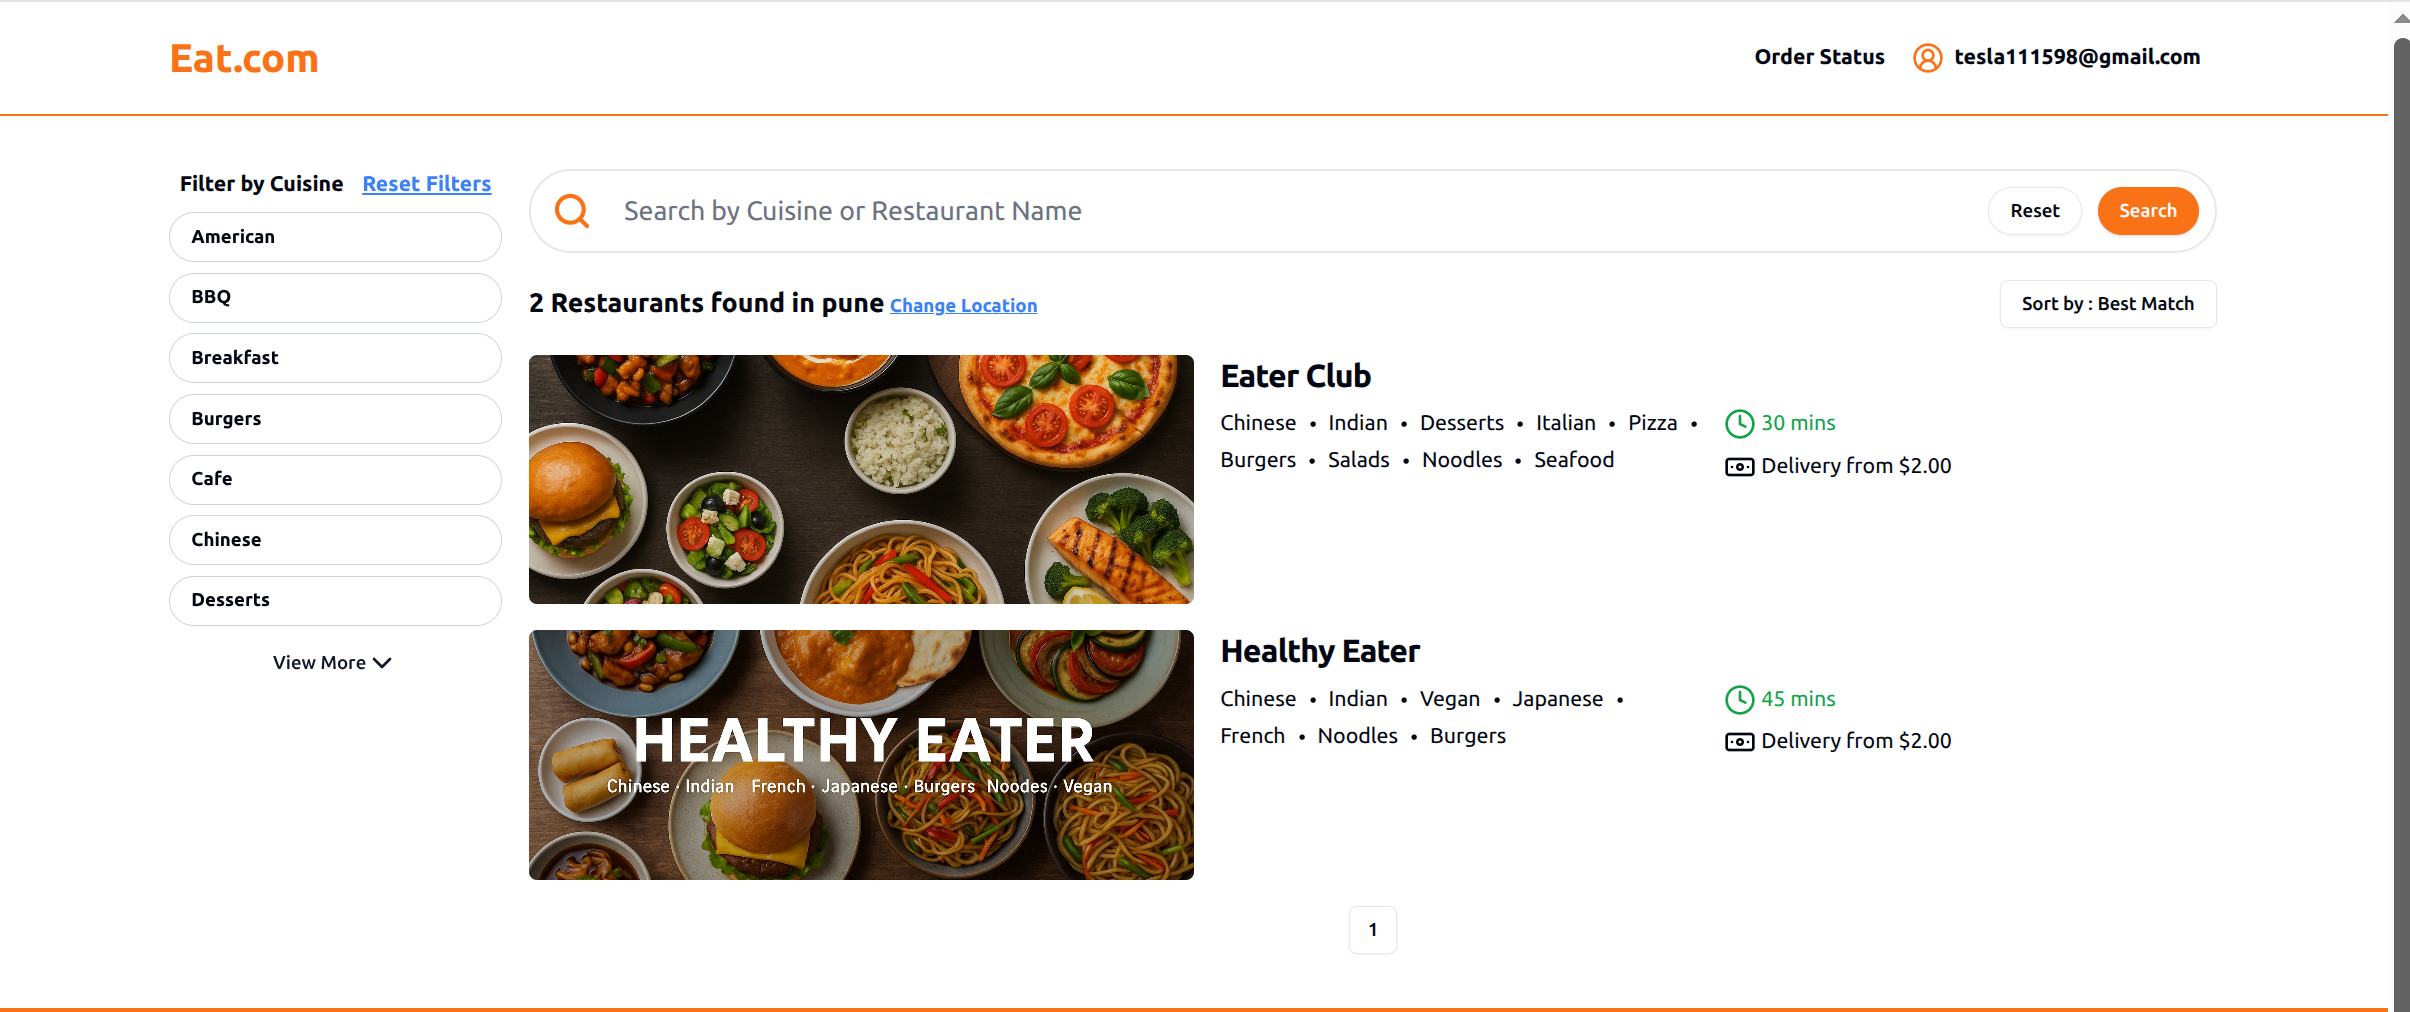 Eat.com
Order Status tesla111598@gmail.com
Filter by Cuisine Reset Filters
American
BBQ
Breakfast
Burgers
Cafe
Chinese
Desserts
View More
Search by Cuisine or Restaurant Name Reset Search
2 Restaurants found in pune Change Location
Sort by : Best Match
Eater Club
Chinese • Indian • Desserts • Italian • Pizza •
Burgers • Salads • Noodles • Seafood
30 mins
Delivery from $2.00
HEALTHY EATER
Chinese · Indian French · Japanese · Burgers Noodes · Vegan
Healthy Eater
Chinese • Indian • Vegan • Japanese •
French • Noodles • Burgers
45 mins
Delivery from $2.00
1